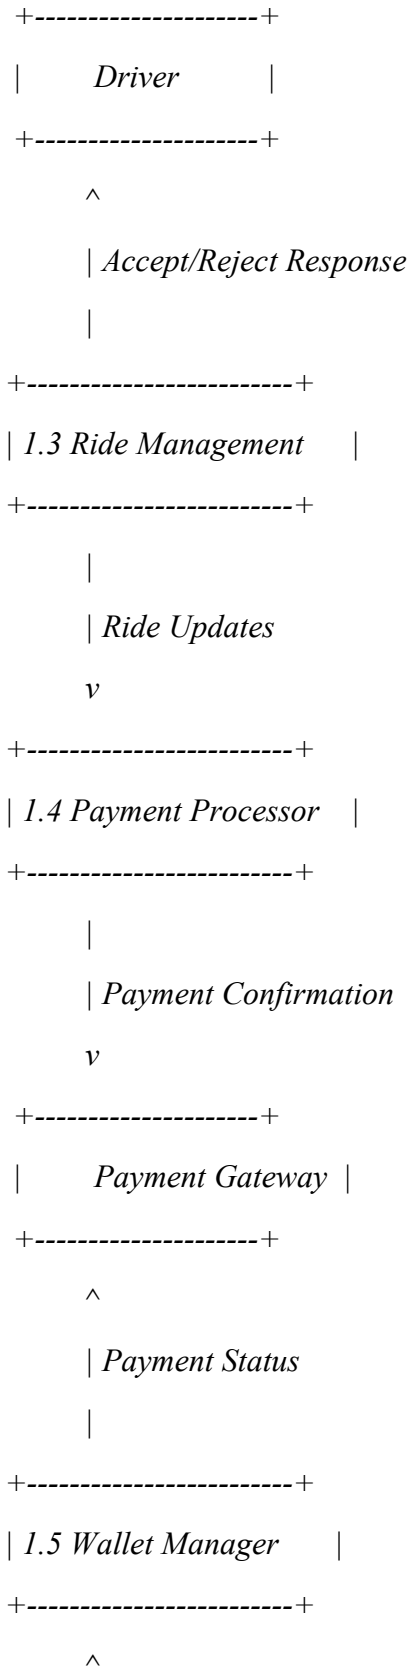 +---------------------+
|        Driver         |
+---------------------+
^
| Accept/Reject Response
|
+------------------------+
| 1.3 Ride Management     |
+------------------------+
|
| Ride Updates
v
+------------------------+
| 1.4 Payment Processor    |
+------------------------+
|
| Payment Confirmation
v
+---------------------+
|        Payment Gateway  |
+---------------------+
^
| Payment Status
|
+------------------------+
| 1.5 Wallet Manager       |
+------------------------+
^